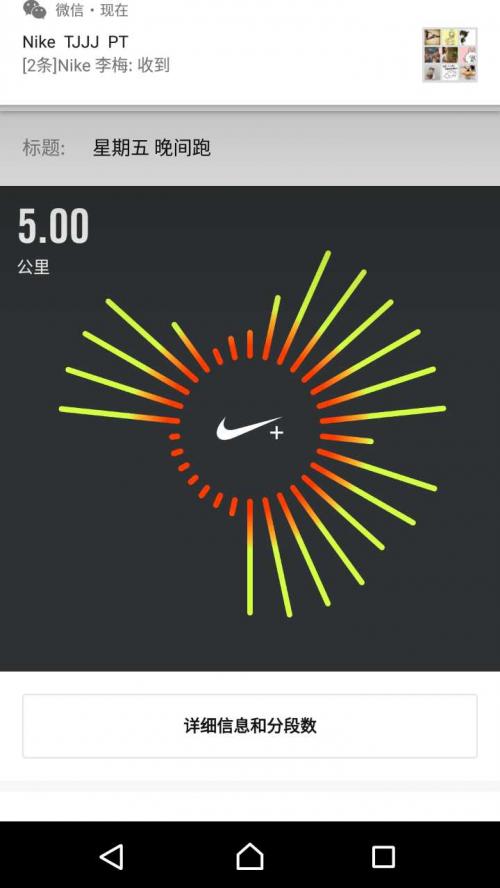 微信・现在
Nike TJJJ PT
[2条]Nike 李梅: 收到
标题: 星期五 晚间跑
5.00
公里
+
详细信息和分段数